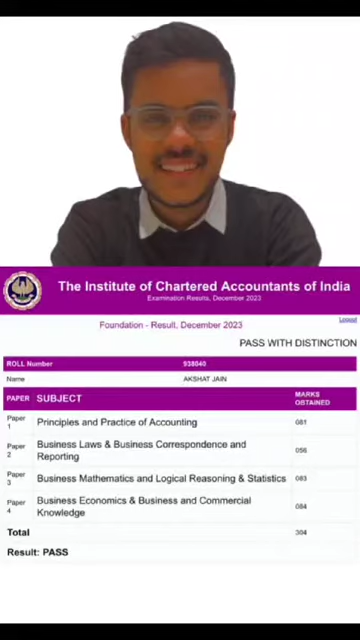 The Institute of Chartered Accountants of India
Examination Results, December 2023
Logout
Foundation - Result, December 2023
PASS WITH DISTINCTION
ROLL Number 938040
Name AKSHAT JAIN
PAPER SUBJECT MARKS OBTAINED
Paper 1 Principles and Practice of Accounting 081
Paper 2 Business Laws & Business Correspondence and Reporting 056
Paper 3 Business Mathematics and Logical Reasoning & Statistics 083
Paper 4 Business Economics & Business and Commercial Knowledge 084
Total 304
Result: PASS